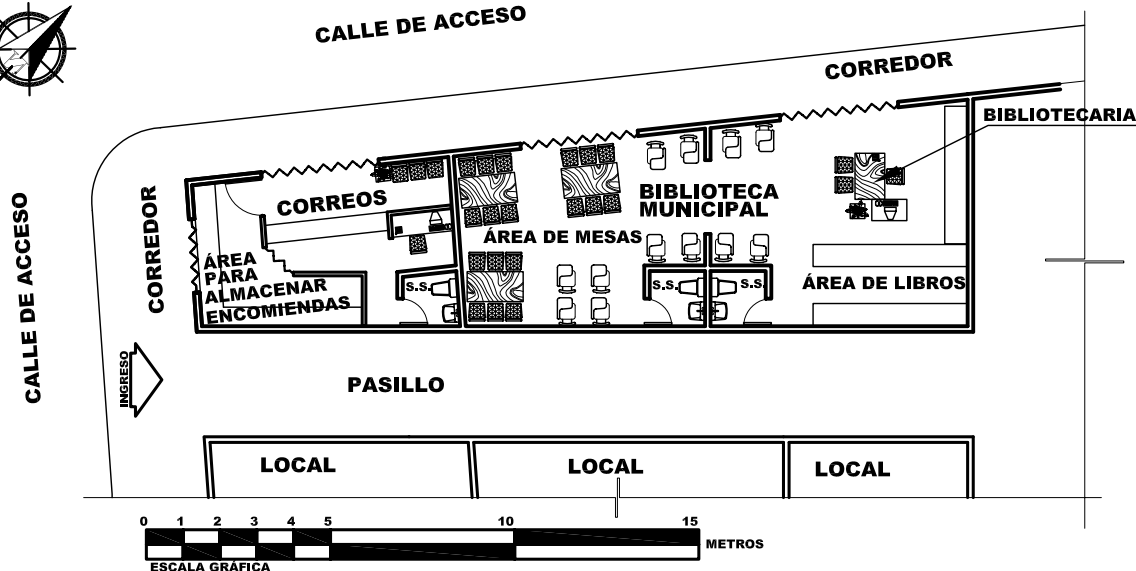 CALLE DE ACCESO
CORREDOR
BIBLIOTECARIA
CORREOS
BIBLIOTECA
MUNICIPAL
ÁREA DE MESAS
CALLE DE ACCESO
CORREDOR
ÁREA
PARA
ALMACENAR
ENCOMIENDAS
S.S.
S.S.
S.S.
ÁREA DE LIBROS
INGRESO
PASILLO
LOCAL
LOCAL
LOCAL
0 1 2 3 4 5 10 15
METROS
ESCALA GRÁFICA